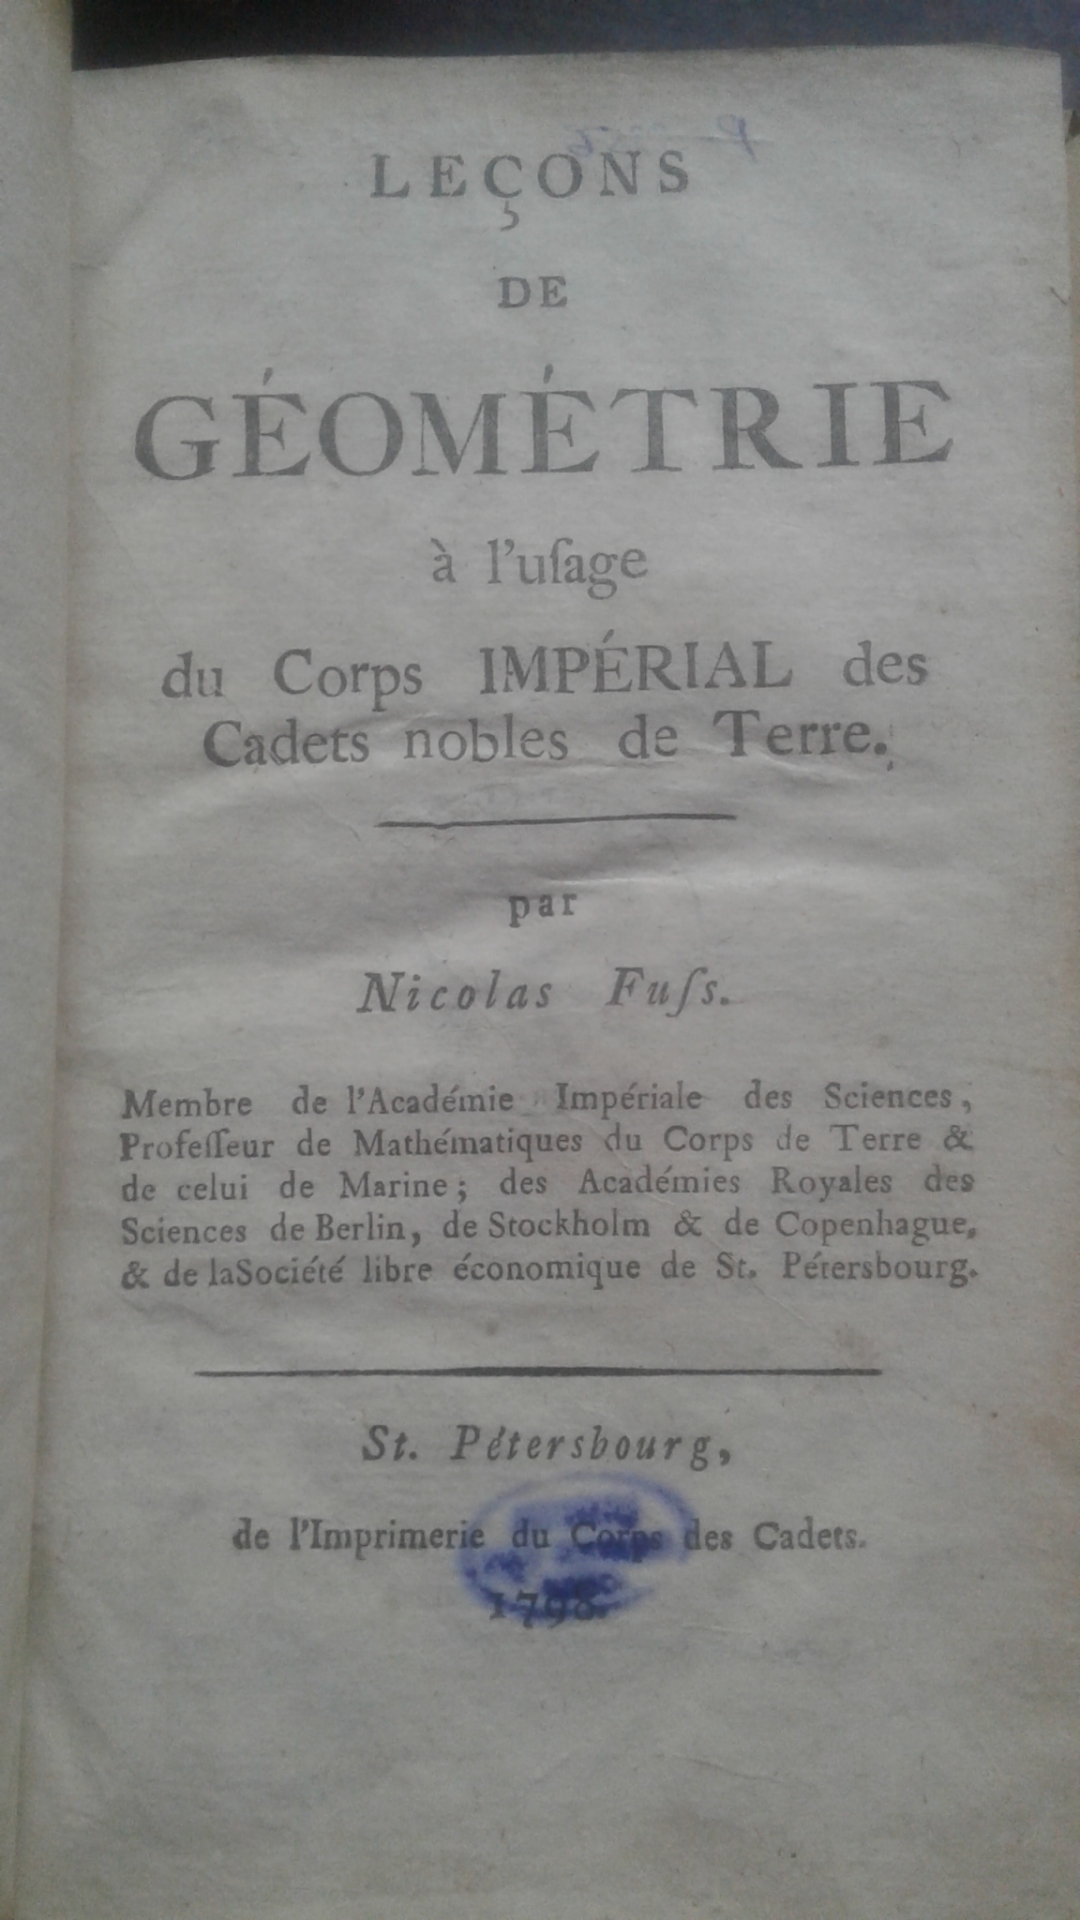 LEÇONS
DE
GÉOMÉTRIE
à l'uſage
du Corps IMPÉRIAL des
Cadets nobles de Terre.
par
Nicolas Fuſs.
Membre de l'Académie Impériale des Sciences,
Profeſſeur de Mathématiques du Corps de Terre &
de celui de Marine; des Académies Royales des
Sciences de Berlin, de Stockholm & de Copenhague,
& de laSociété libre économique de St. Pétersbourg.
St. Pétersbourg,
de l'Imprimerie du Corps des Cadets.
1798.